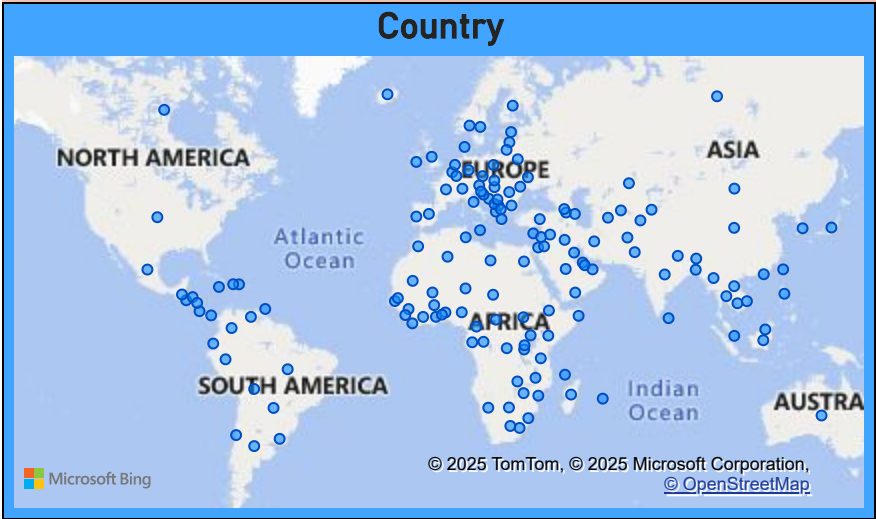 Country
NORTH AMERICA
ASIA
EUROPE
Atlantic
Ocean
AFRICA
SOUTH AMERICA
Indian
Ocean
AUSTRA
© 2025 TomTom, © 2025 Microsoft Corporation,
© OpenStreetMap
Microsoft Bing